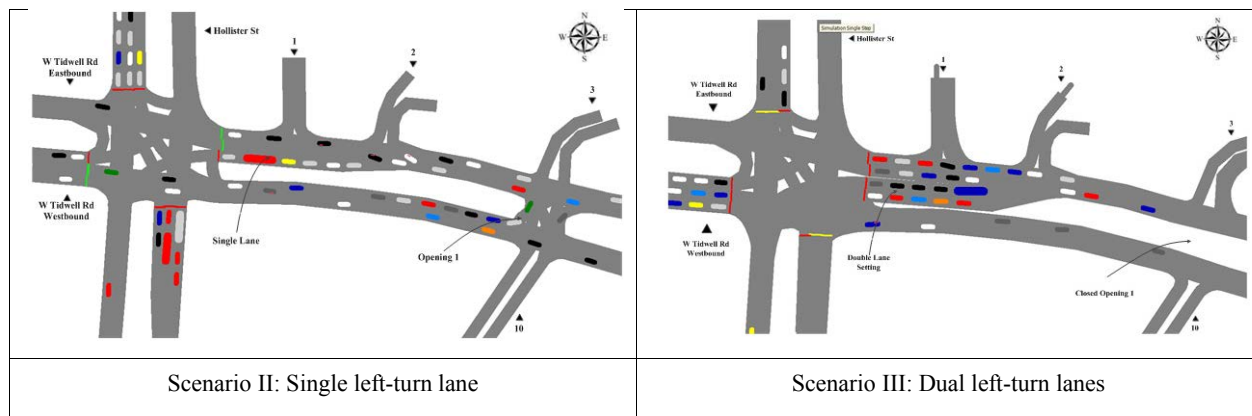 N
W E
S
Hollister St
1
2
3
W Tidwell Rd
Eastbound
W Tidwell Rd
Westbound
Single Lane
Opening 1
10
Scenario II: Single left-turn lane
Simulation Single Step
N
W E
S
Hollister St
1
2
3
W Tidwell Rd
Eastbound
W Tidwell Rd
Westbound
Double Lane
Setting
Closed Opening 1
10
Scenario III: Dual left-turn lanes